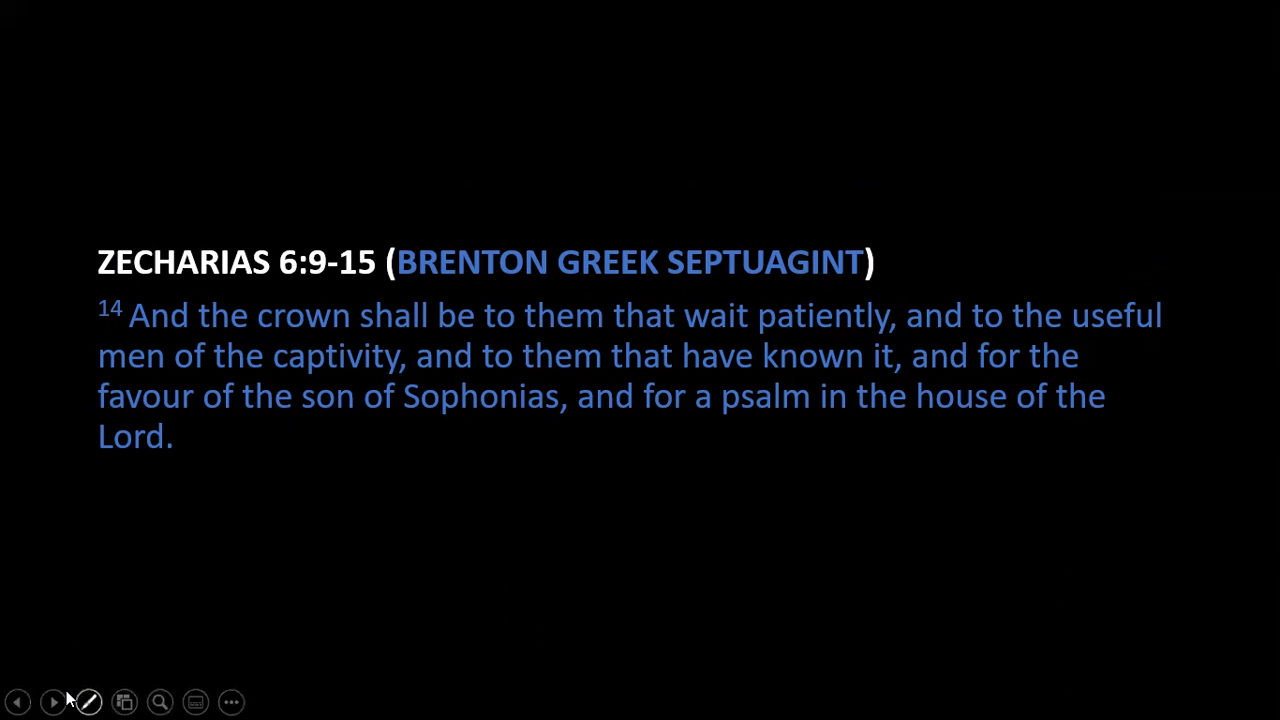 ZECHARIAS 6:9-15 (BRENTON GREEK SEPTUAGINT)
14 And the crown shall be to them that wait patiently, and to the useful
men of the captivity, and to them that have known it, and for the
favour of the son of Sophonias, and for a psalm in the house of the
Lord.